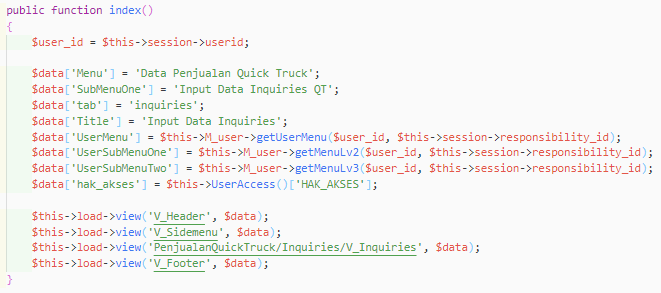 public function index()
{
$user_id = $this->session->userid;
$data['Menu'] = 'Data Penjualan Quick Truck';
$data['SubMenuOne'] = 'Input Data Inquiries QT';
$data['tab'] = 'inquiries';
$data['Title'] = 'Input Data Inquiries';
$data['UserMenu'] = $this->M_user->getUserMenu($user_id, $this->session->responsibility_id);
$data['UserSubMenuOne'] = $this->M_user->getMenuLv2($user_id, $this->session->responsibility_id);
$data['UserSubMenuTwo'] = $this->M_user->getMenuLv3($user_id, $this->session->responsibility_id);
$data['hak_akses'] = $this->UserAccess()['HAK_AKSES'];
$this->load->view('V_Header', $data);
$this->load->view('V_Sidemenu', $data);
$this->load->view('PenjualanQuickTruck/Inquiries/V_Inquiries', $data);
$this->load->view('V_Footer', $data);
}